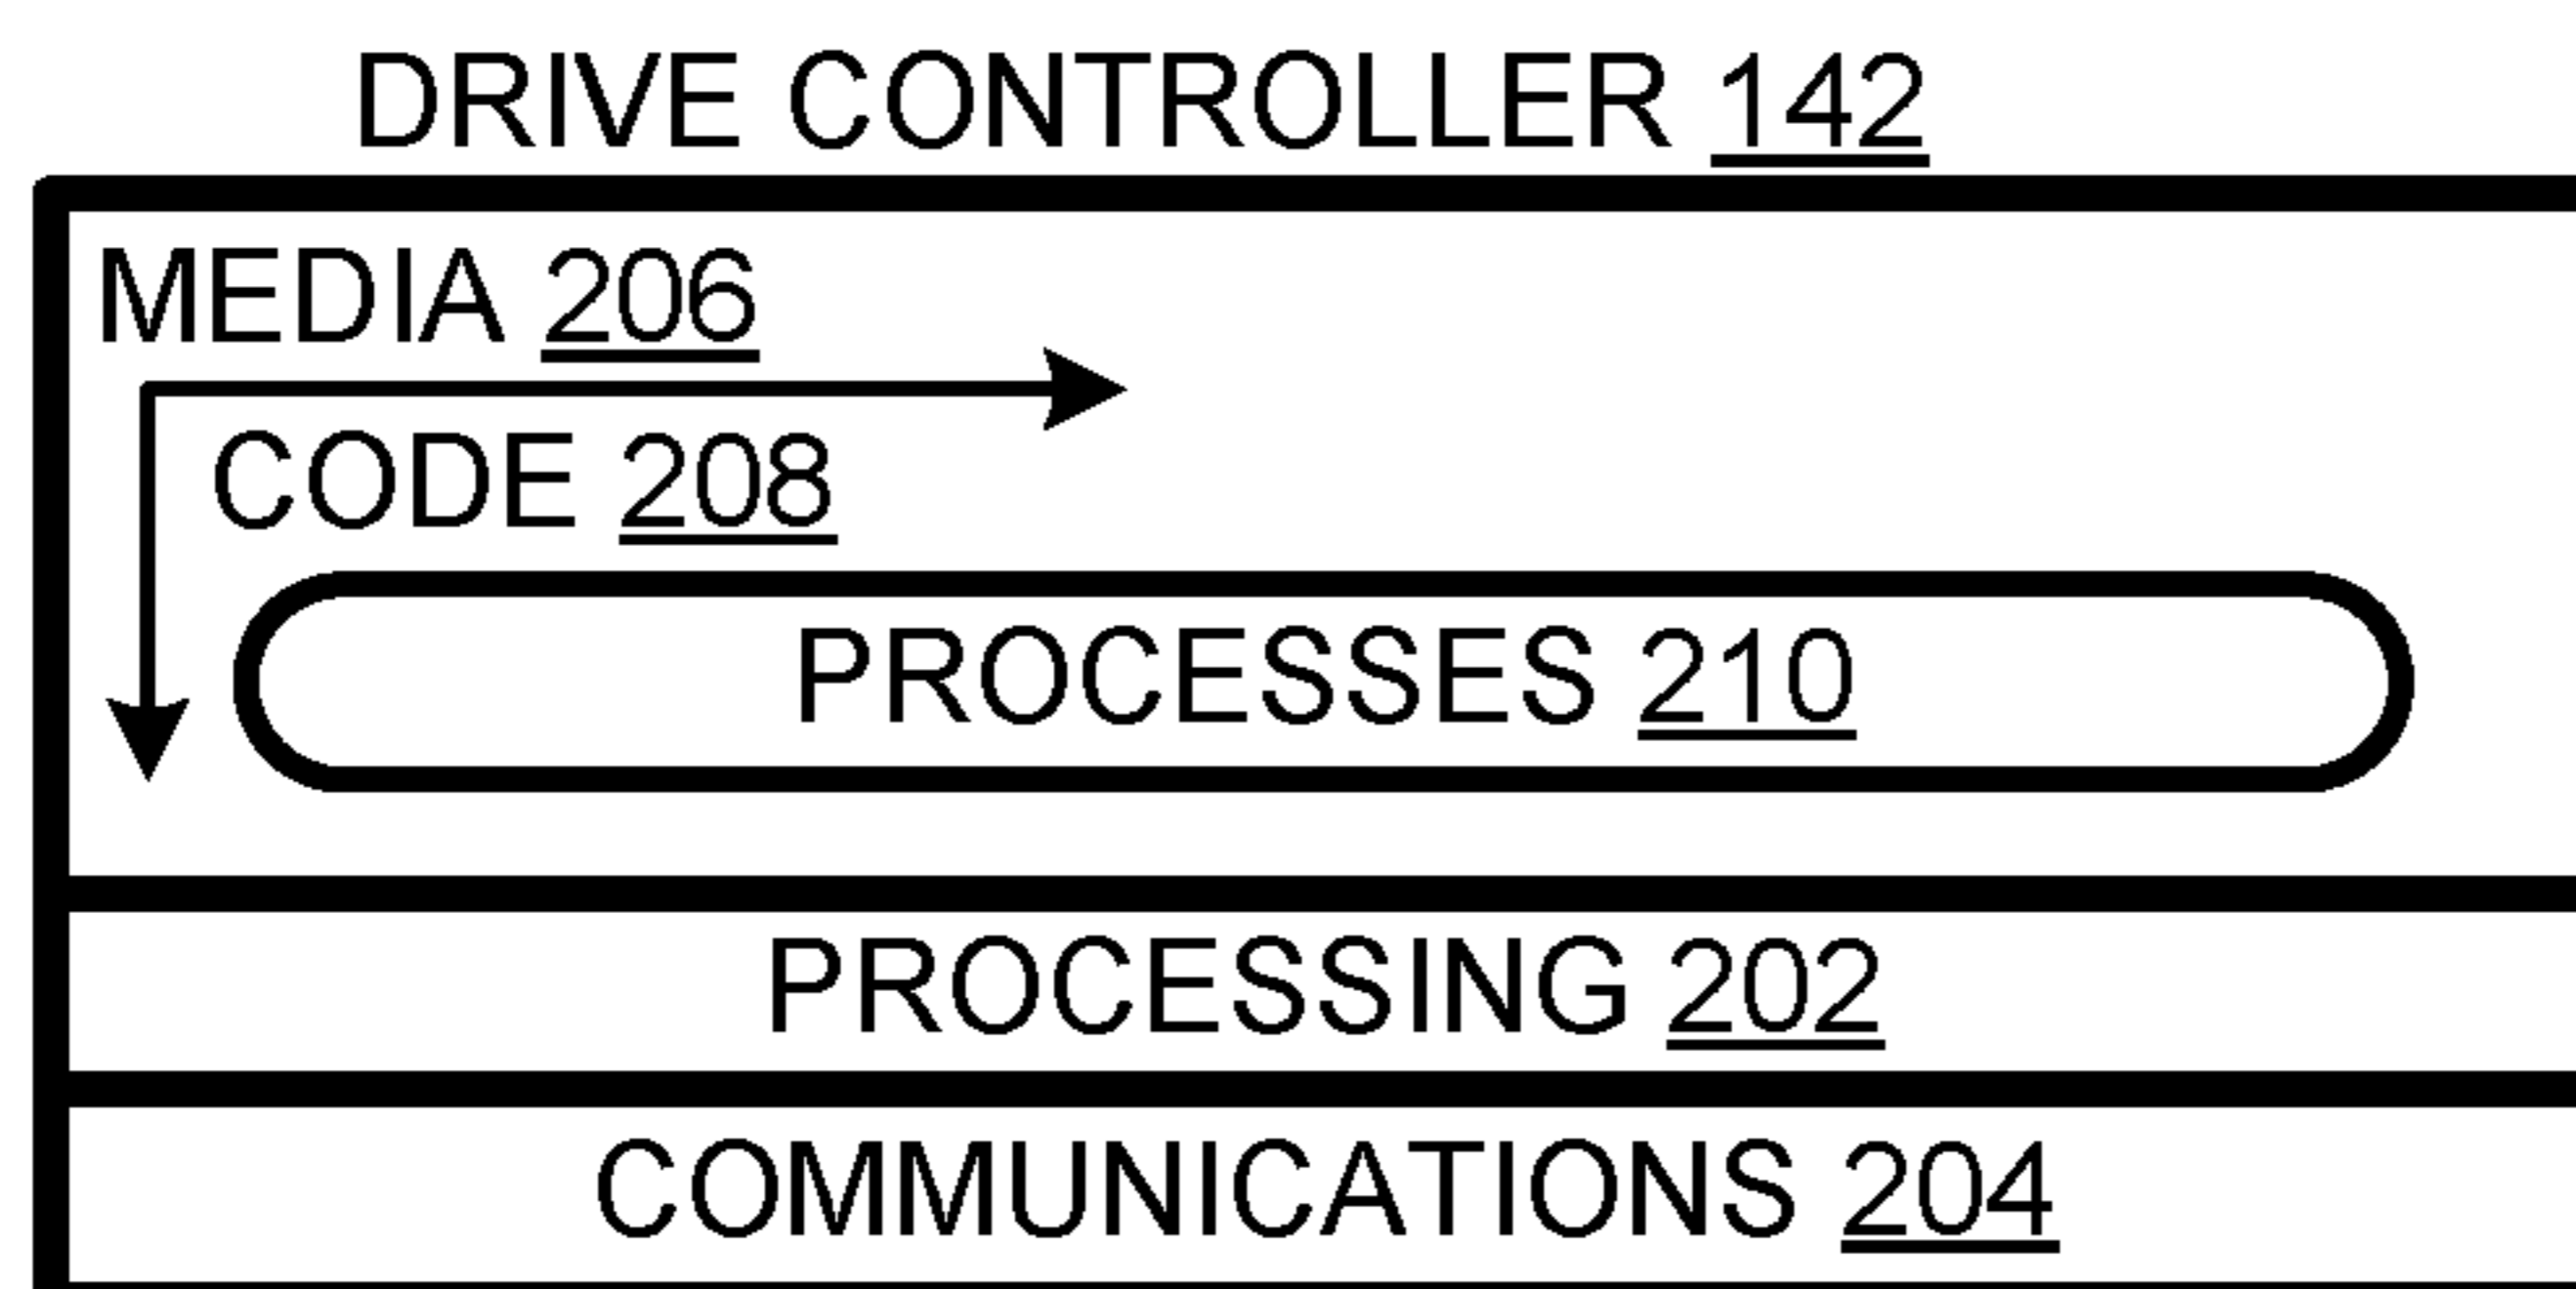 DRIVE CONTROLLER 142
MEDIA 206
CODE 208
PROCESSES 210
PROCESSING 202
COMMUNICATIONS 204